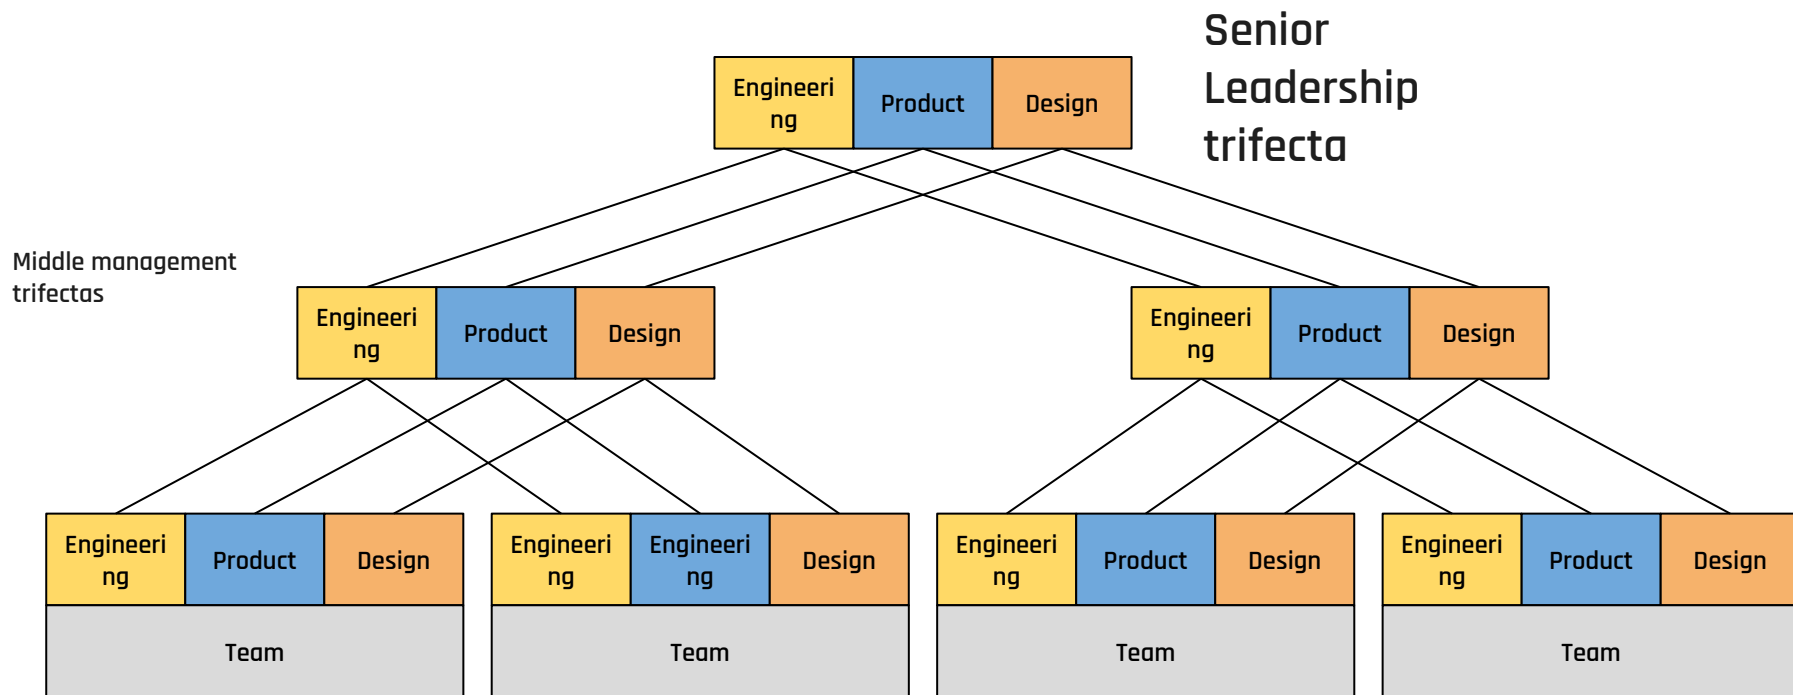 Senior
Leadership
trifecta
Engineeri
ng
Product
Design
Middle management
trifectas
Engineeri
ng
Product
Design
Engineeri
ng
Product
Design
Engineeri
ng
Product
Design
Engineeri
ng
Engineeri
ng
Design
Engineeri
ng
Product
Design
Engineeri
ng
Product
Design
Team
Team
Team
Team